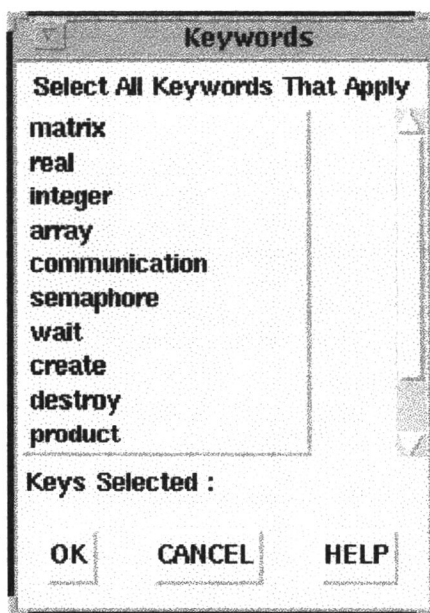 Keywords
Select All Keywords That Apply
matrix
real
integer
array
communication
semaphore
wait
create
destroy
product
Keys Selected :
OK CANCEL HELP